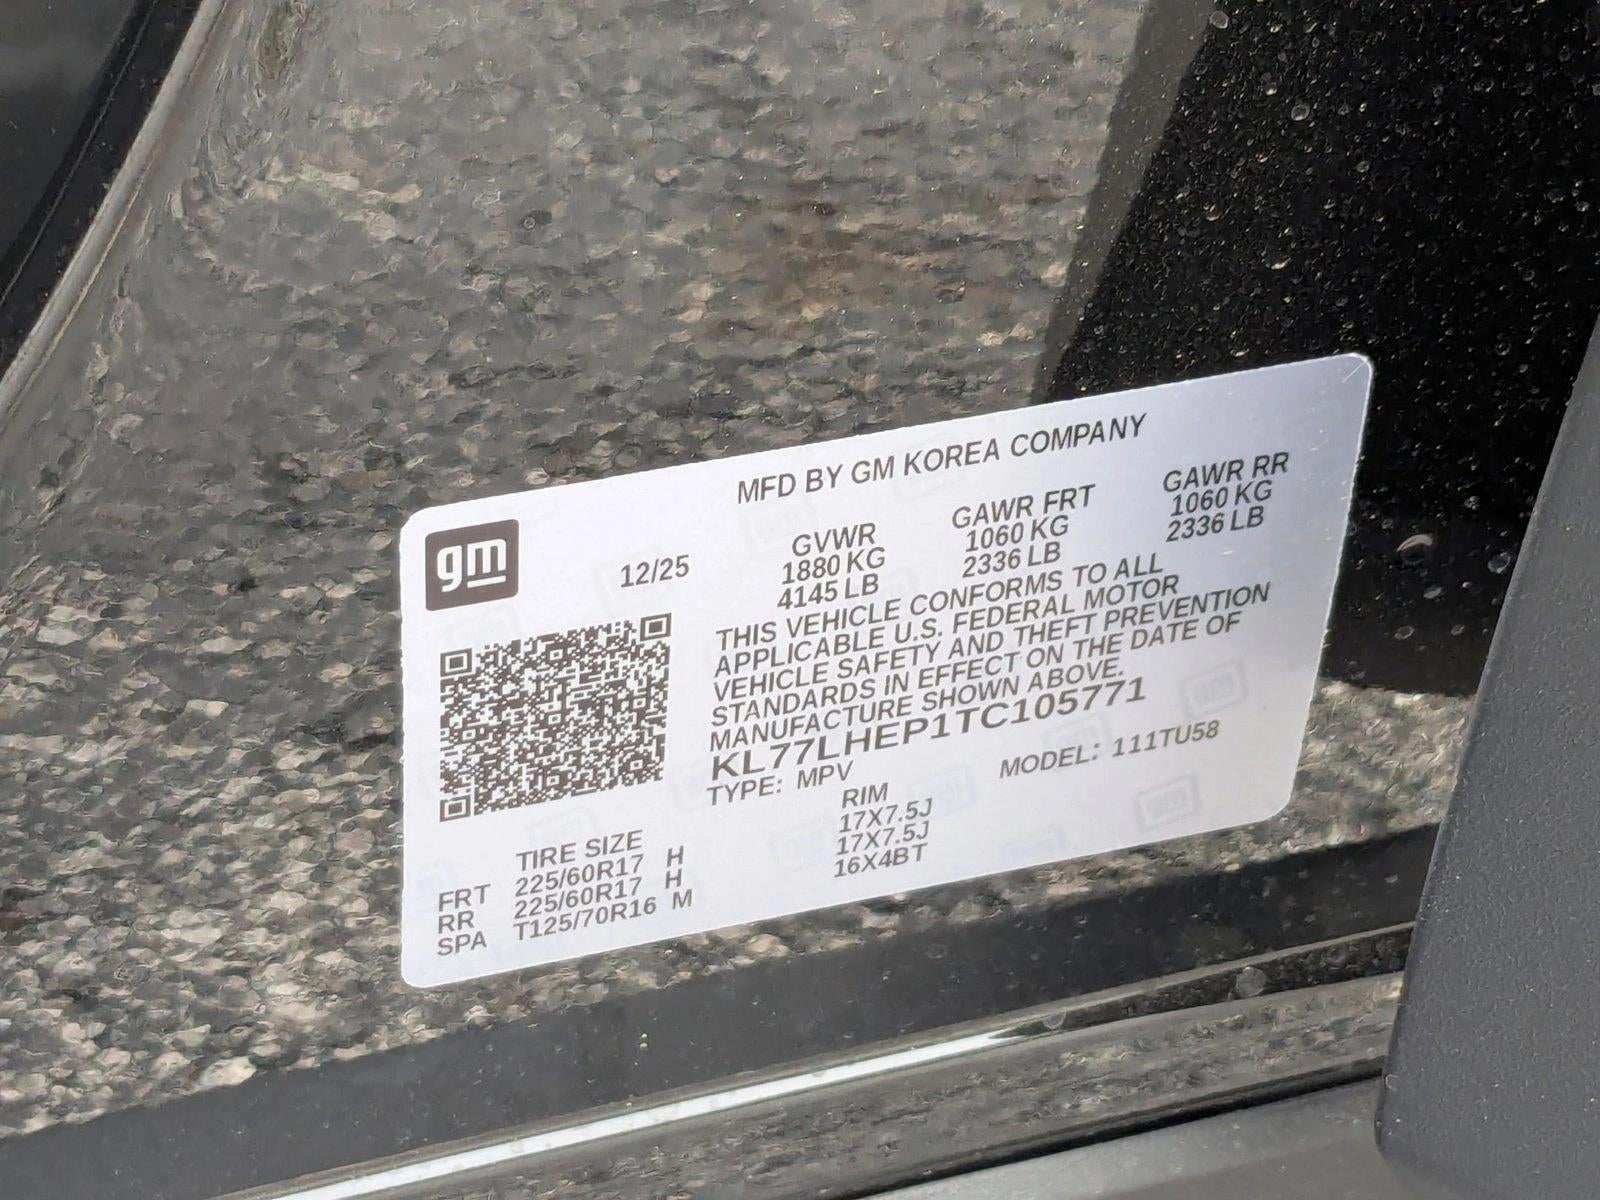 MFD BY GM KOREA COMPANY
gm
12/25
GVWR GAWR FRT GAWR RR
1880 KG 1060 KG 1060 KG
4145 LB 2336 LB 2336 LB
THIS VEHICLE CONFORMS TO ALL
APPLICABLE U.S. FEDERAL MOTOR
VEHICLE SAFETY AND THEFT PREVENTION
STANDARDS IN EFFECT ON THE DATE OF
MANUFACTURE SHOWN ABOVE.
KL77LHEP1TC105771
TYPE: MPV MODEL: 111TU58
TIRE SIZE RIM
FRT 225/60R17 H 17X7.5J
RR 225/60R17 H 17X7.5J
SPA T125/70R16 M 16X4BT